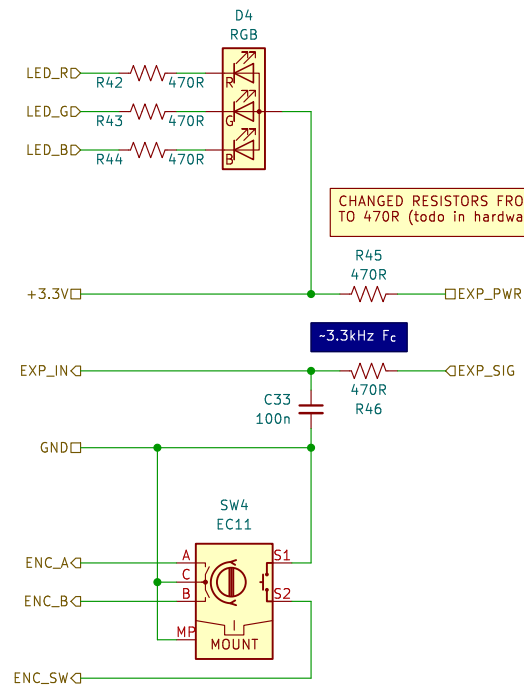 D4
RGB
LED_R
R42
470R
R
LED_G
R43
470R
G
LED_B
R44
470R
B
CHANGED RESISTORS FRO
TO 470R (todo in hardwa
R45
470R
+3.3V
EXP_PWR
~3.3kHz Fc
EXP_IN
EXP_SIG
470R
R46
C33
100n
GND
SW4
EC11
ENC_A
A
S1
C
ENC_B
B
S2
MP
MOUNT
ENC_SW